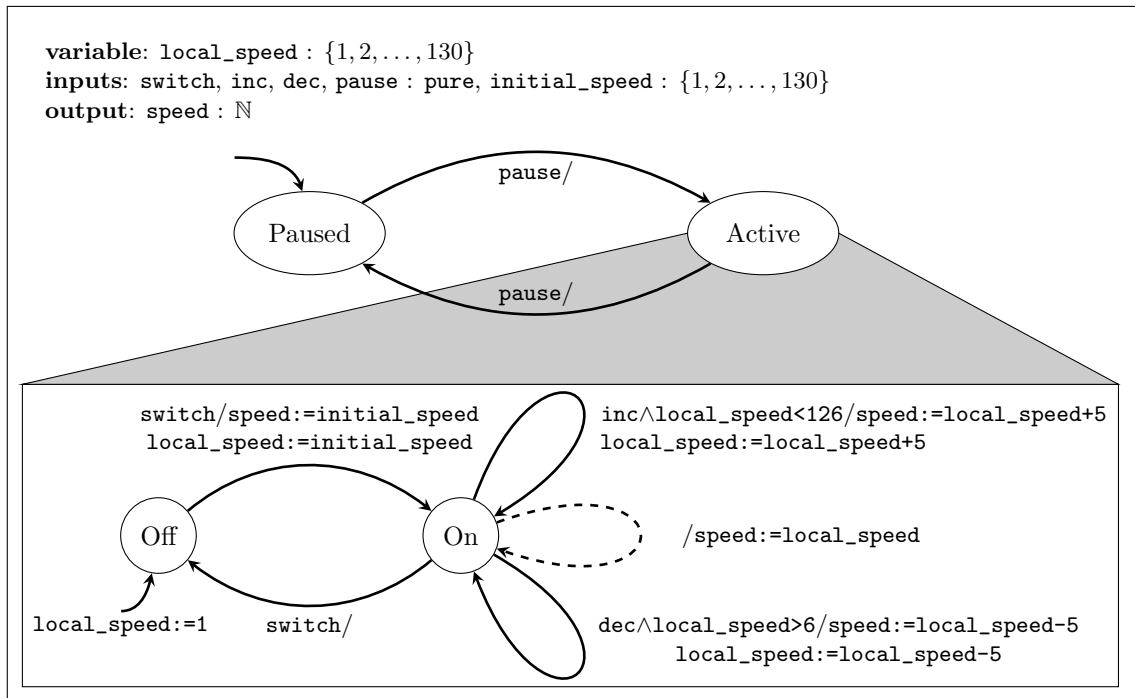 variable: local_speed : {1, 2, . . . , 130}
inputs: switch, inc, dec, pause : pure, initial_speed : {1, 2, . . . , 130}
output: speed : ℕ
pause/
Paused
Active
pause/
switch/speed:=initial_speed
local_speed:=initial_speed
inc∧local_speed<126/speed:=local_speed+5
local_speed:=local_speed+5
Off
On
/speed:=local_speed
local_speed:=1
switch/
dec∧local_speed>6/speed:=local_speed-5
local_speed:=local_speed-5